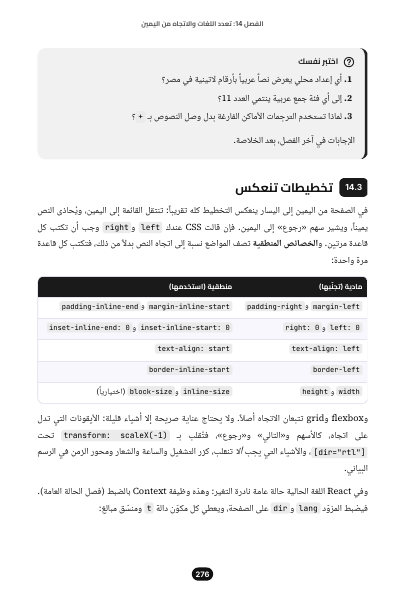 الفصل 14: تعدد اللغات والاتجاه من اليمين
اختبر نفسك
1. أي إعداد محلي يعرض نصاً عربياً بأرقام لاتينية في مصر؟
2. إلى أي فئة جمع عربية ينتمي العدد 11؟
3. لماذا تستخدم الترجمات الأماكن الفارغة بدل وصل النصوص بـ + ؟
الإجابات في آخر الفصل، بعد الخلاصة.
14.3 تخطيطات تنعكس
في الصفحة من اليمين إلى اليسار ينعكس التخطيط كله تقريباً: تنتقل القائمة إلى اليمين، ويُحاذى النص
يميناً، ويشير سهم «رجوع» إلى اليمين. فإن قالت CSS عندك left و right وجب أن تكتب كل
قاعدة مرتين. والخصائص المنطقية تصف المواضع نسبة إلى اتجاه النص بدلاً من ذلك، فتكتب كل قاعدة
مرة واحدة:
مادية (تجنّبها) منطقية (استخدمها)
margin-left و padding-right margin-inline-start و padding-inline-end
left: 0 و right: 0 inset-inline-start: 0 و inset-inline-end: 0
text-align: left text-align: start
border-left border-inline-start
width و height inline-size و block-size (اختيارياً)
وflexbox وgrid تتبعان الاتجاه أصلاً. ولا يحتاج عناية صريحة إلا أشياء قليلة: الأيقونات التي تدل
على اتجاه، كالأسهم و«التالي» و«رجوع»، فتُقلب بـ transform: scaleX(-1) تحت
[dir="rtl"] ، والأشياء التي يجب ألا تنقلب، كزر التشغيل والساعة والشعار ومحور الزمن في الرسم
البياني.
وفي React اللغة الحالية حالة عامة نادرة التغير: وهذه وظيفة Context بالضبط (فصل الحالة العامة).
فيضبط المزوّد lang و dir على الصفحة، ويعطي كل مكوّن دالة t ومنسّق مبالغ:
276